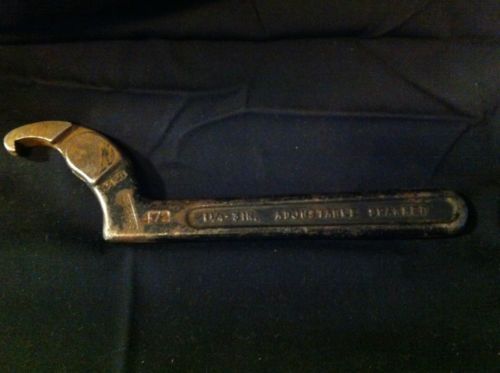 472 1¼-3 IN. ADJUSTABLE SPANNER